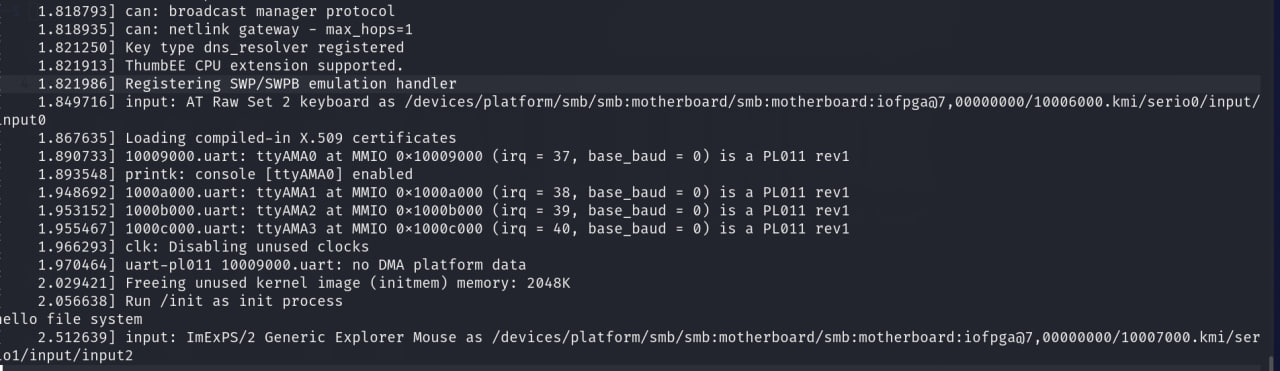 [    1.818793] can: broadcast manager protocol
[    1.818935] can: netlink gateway - max_hops=1
[    1.821250] Key type dns_resolver registered
[    1.821913] ThumbEE CPU extension supported.
[    1.821986] Registering SWP/SWPB emulation handler
[    1.849716] input: AT Raw Set 2 keyboard as /devices/platform/smb/smb:motherboard/smb:motherboard:iofpga@7,00000000/10006000.kmi/serio0/input/
input0
[    1.867635] Loading compiled-in X.509 certificates
[    1.890733] 10009000.uart: ttyAMA0 at MMIO 0×10009000 (irq = 37, base_baud = 0) is a PL011 rev1
[    1.893548] printk: console [ttyAMA0] enabled
[    1.948692] 1000a000.uart: ttyAMA1 at MMIO 0×1000a000 (irq = 38, base_baud = 0) is a PL011 rev1
[    1.953152] 1000b000.uart: ttyAMA2 at MMIO 0×1000b000 (irq = 39, base_baud = 0) is a PL011 rev1
[    1.955467] 1000c000.uart: ttyAMA3 at MMIO 0×1000c000 (irq = 40, base_baud = 0) is a PL011 rev1
[    1.966293] clk: Disabling unused clocks
[    1.970464] uart-pl011 10009000.uart: no DMA platform data
[    2.029421] Freeing unused kernel image (initmem) memory: 2048K
[    2.056638] Run /init as init process
hello file system
[    2.512639] input: ImExPS/2 Generic Explorer Mouse as /devices/platform/smb/smb:motherboard/smb:motherboard:iofpga@7,00000000/10007000.kmi/ser
io1/input/input2